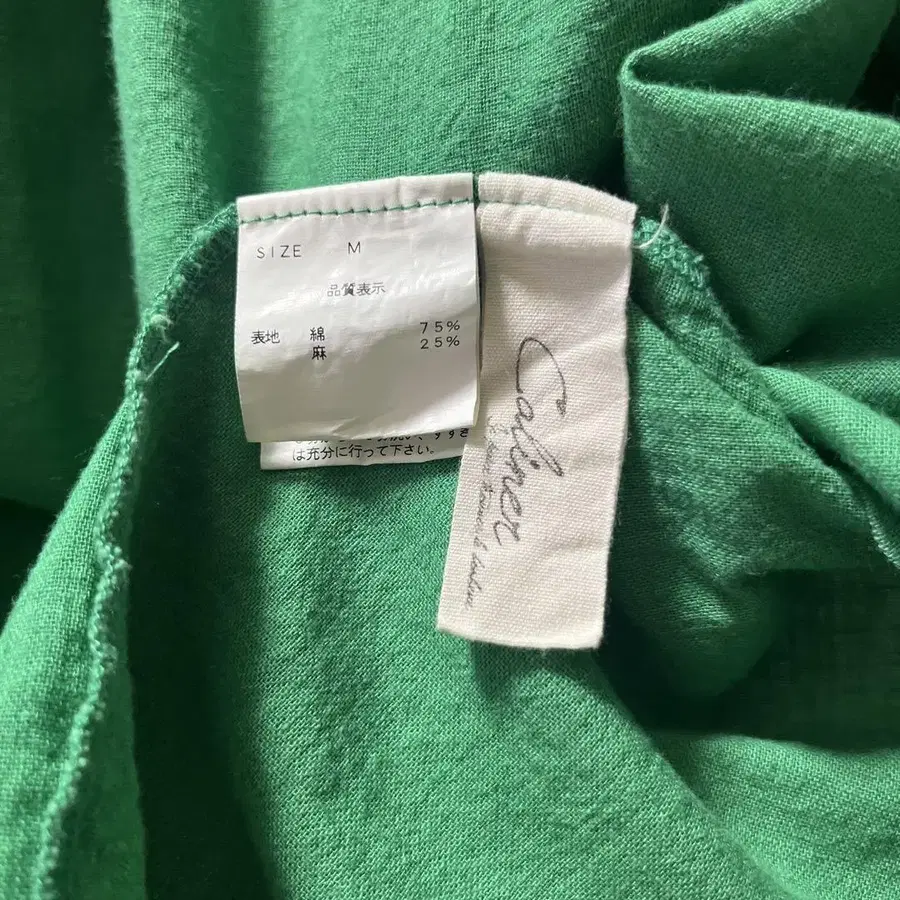 SIZE M
品質表示
表地 綿 75%
麻 25%
は充分に行って下さい。
Caliner